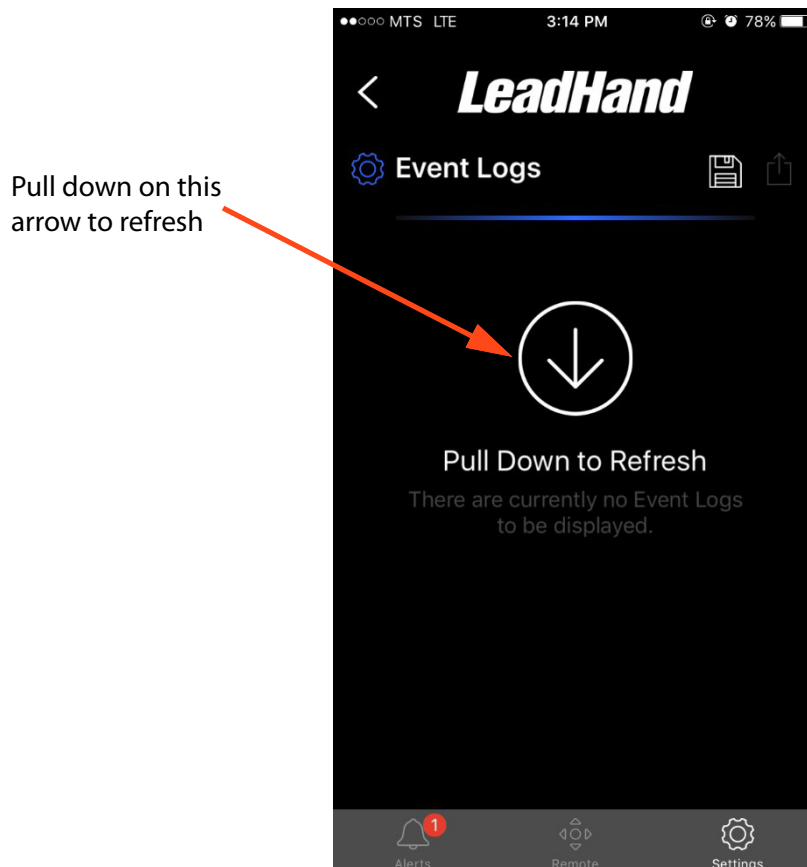 MTS LTE 3:14 PM 78%
LeadHand
Event Logs
Pull down on this
arrow to refresh
Pull Down to Refresh
There are currently no Event Logs
to be displayed.
1
Alerts Remote Settings